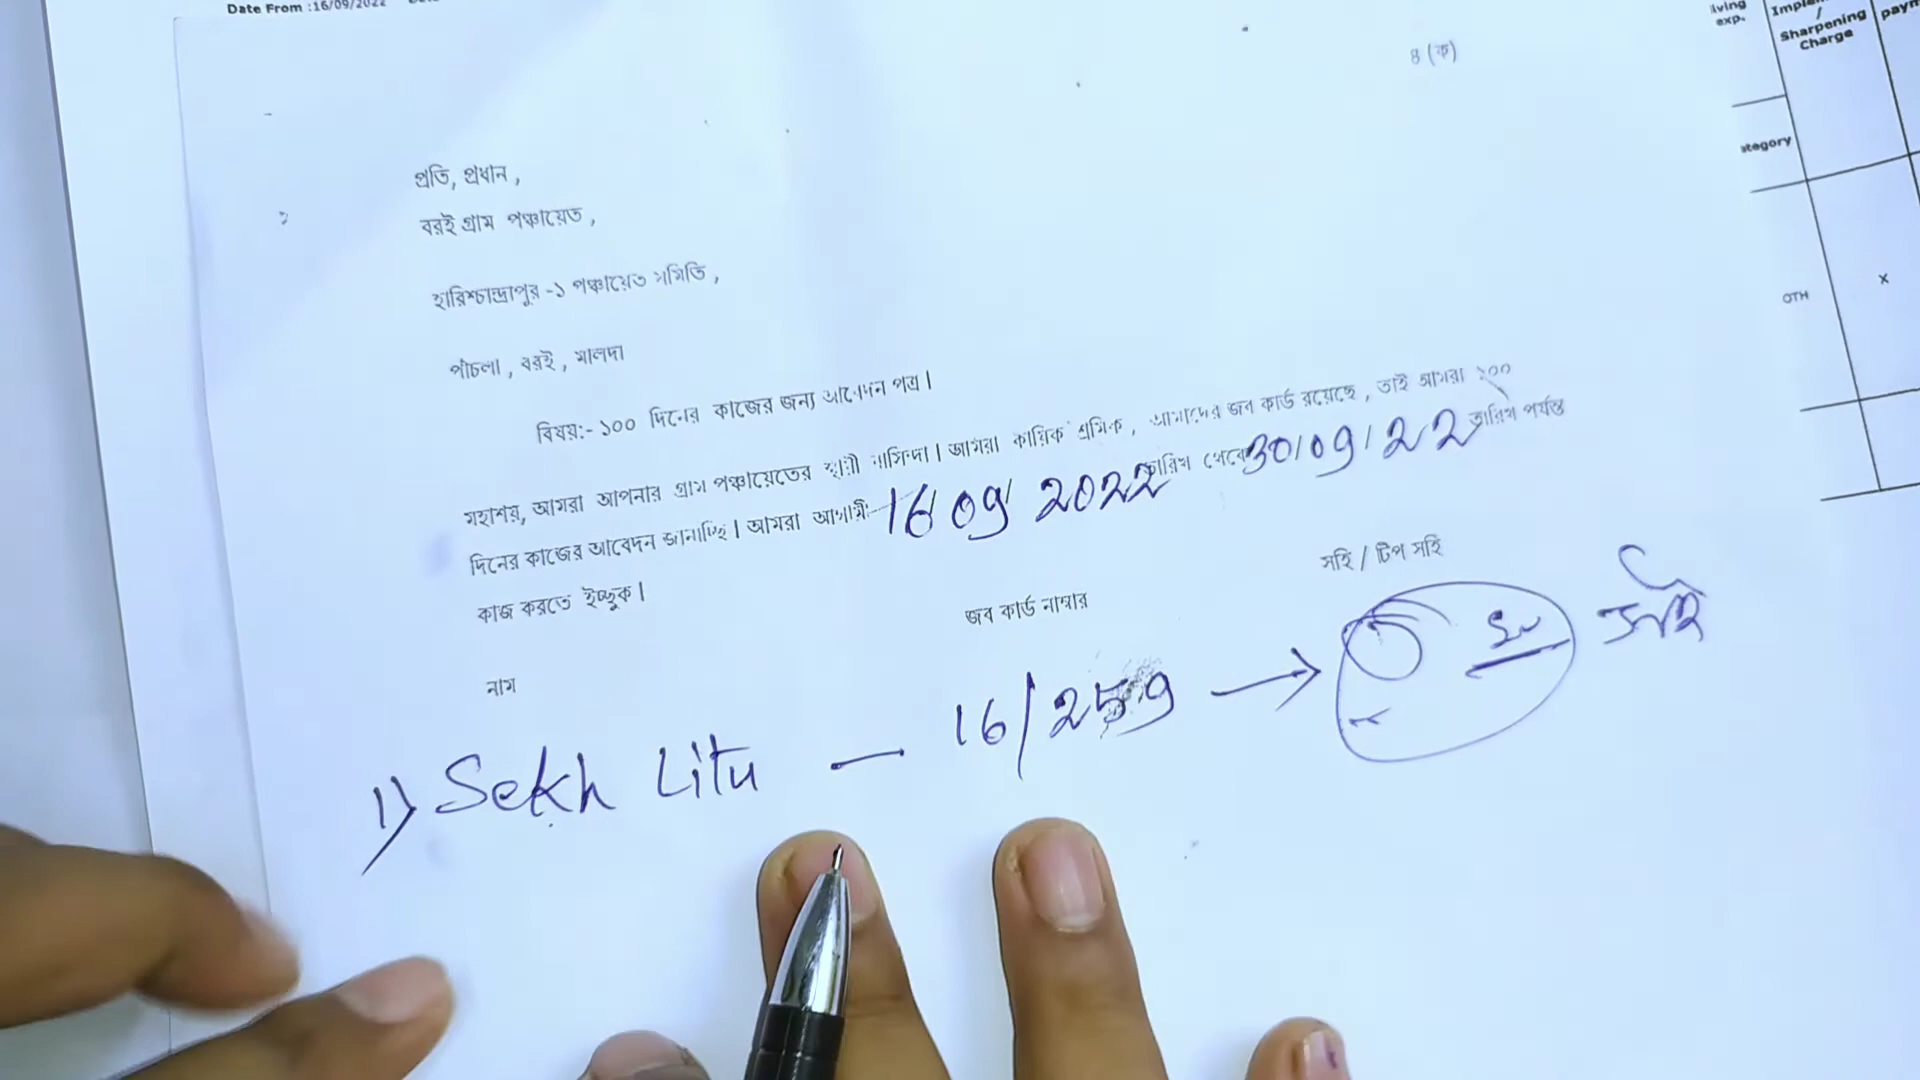 Date From :16/09/2022
iving exp.
Sharpening Charge
৪ (ক)
প্রতি, প্রধান ,
বরই গ্রাম পঞ্চায়েত ,
হারিশ্চান্দ্রাপুর -১ পঞ্চায়েত সমিতি ,
OTH
X
পাঁচলা , বরই , মালদা
বিষয়:- ১০০ দিনের কাজের জন্য আবেদন পত্র।
মহাশয়, আমরা আপনার গ্রাম পঞ্চায়েতের স্থায়ী বাসিন্দা। আমরা কায়িক শ্রমিক , আমাদের জব কার্ড রয়েছে , তাই আমরা ১০০
দিনের কাজের আবেদন জানাচ্ছি। আমরা আগামী 16 09 2022 তারিখ থেকে 30/09/22 তারিখ পর্যন্ত
কাজ করতে ইচ্ছুক।
নাম জব কার্ড নাম্বার সহি / টিপ সহি
1) Sekh Litu — 16/259 → সহি